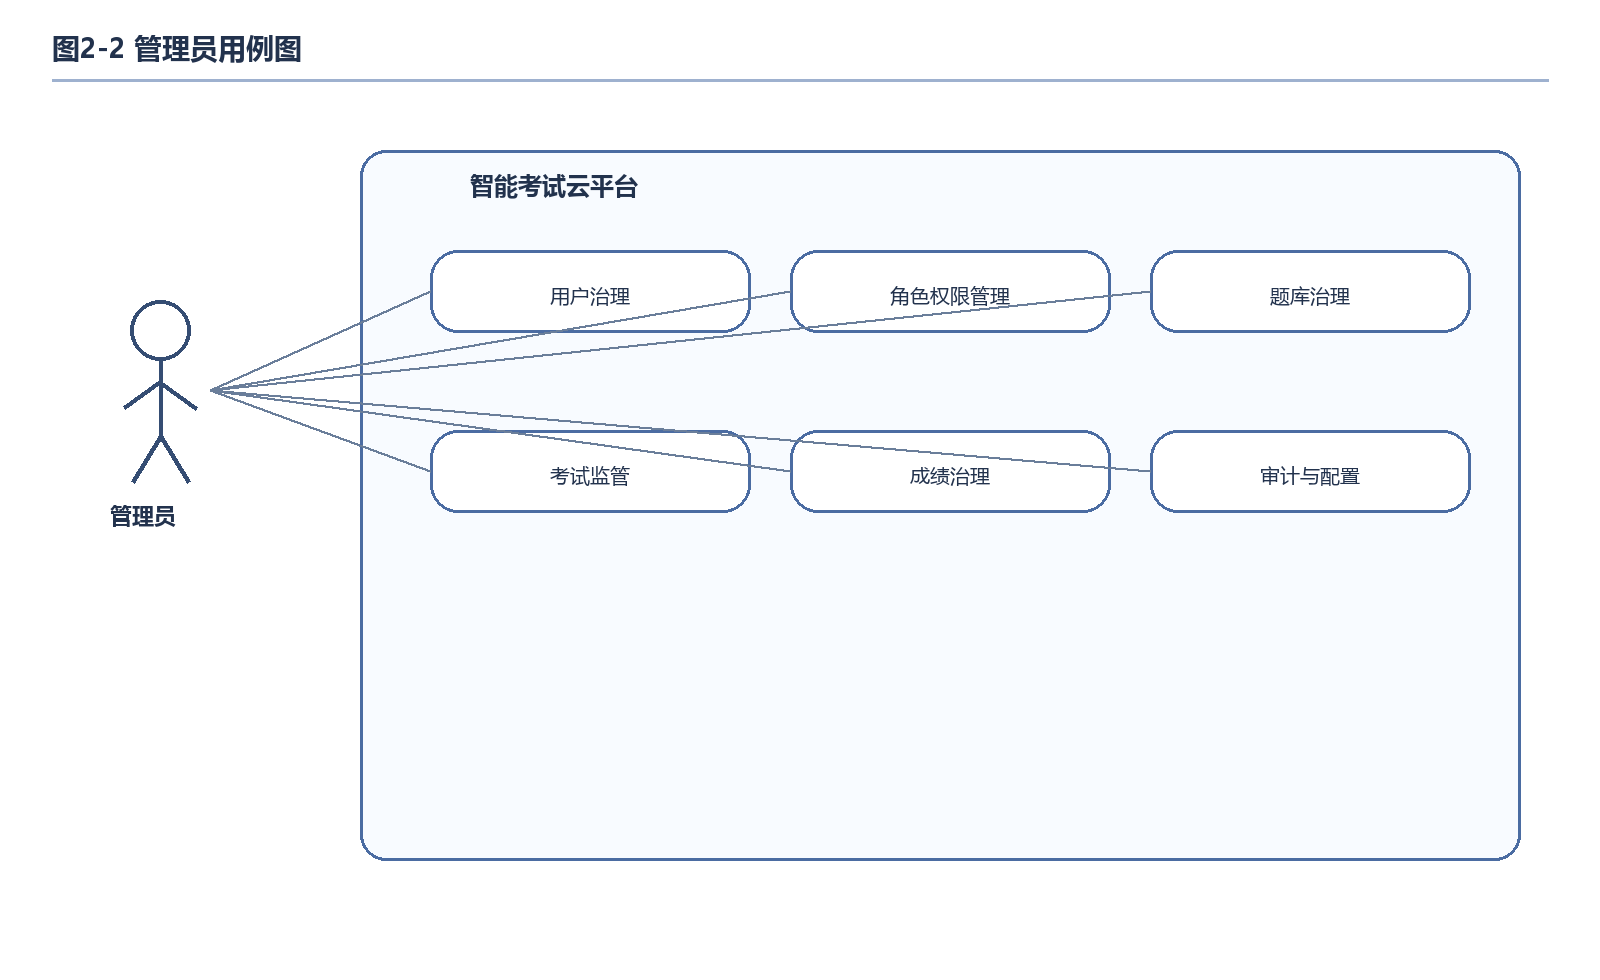 图2-2 管理员用例图
智能考试云平台
用户治理
角色权限管理
题库治理
考试监管
成绩治理
审计与配置
管理员